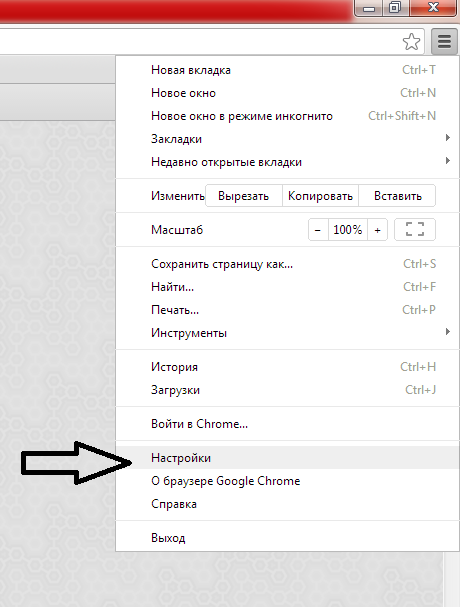 Новая вкладка Ctrl+T
Новое окно Ctrl+N
Новое окно в режиме инкогнито Ctrl+Shift+N
Закладки
Недавно открытые вкладки
Изменить Вырезать Копировать Вставить
Масштаб − 100% +
Сохранить страницу как... Ctrl+S
Найти... Ctrl+F
Печать... Ctrl+P
Инструменты
История Ctrl+H
Загрузки Ctrl+J
Войти в Chrome...
Настройки
О браузере Google Chrome
Справка
Выход